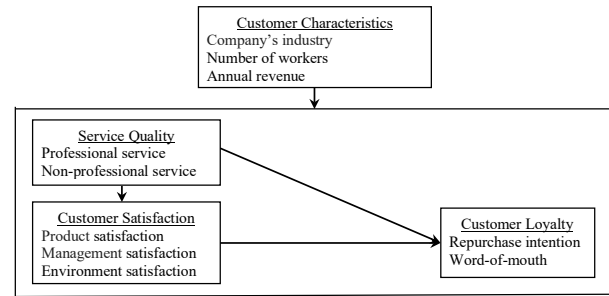 Customer Characteristics
Company’s industry
Number of workers
Annual revenue
Service Quality
Professional service
Non-professional service
Customer Satisfaction
Product satisfaction
Management satisfaction
Environment satisfaction
Customer Loyalty
Repurchase intention
Word-of-mouth